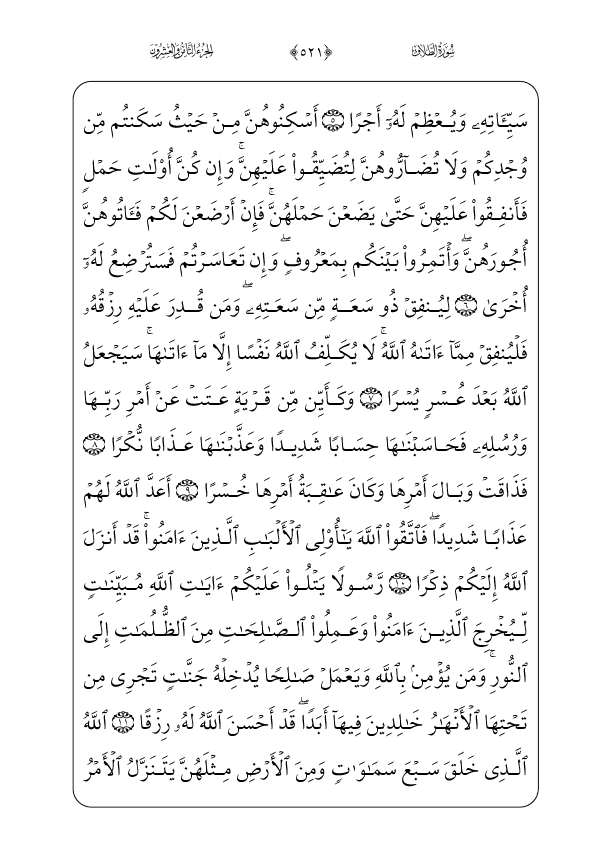 سُورَةُ الطَّلَاقِ ﴿٥٢١﴾ الجُزْءُ الثَّامِن وَالعِشْرُونَ
سَيِّـَٔاتِهِۦ وَيُعْظِمْ لَهُۥٓ أَجْرًا ٥ أَسْكِنُوهُنَّ مِنْ حَيْثُ سَكَنتُم مِّن
وُجْدِكُمْ وَلَا تُضَآرُّوهُنَّ لِتُضَيِّقُوا۟ عَلَيْهِنَّ ۚ وَإِن كُنَّ أُو۟لَـٰتِ حَمْلٍ
فَأَنفِقُوا۟ عَلَيْهِنَّ حَتَّىٰ يَضَعْنَ حَمْلَهُنَّ ۚ فَإِنْ أَرْضَعْنَ لَكُمْ فَـَٔاتُوهُنَّ
أُجُورَهُنَّ ۖ وَأْتَمِرُوا۟ بَيْنَكُم بِمَعْرُوفٍ ۖ وَإِن تَعَاسَرْتُمْ فَسَتُرْضِعُ لَهُۥٓ
أُخْرَىٰ ٦ لِيُنفِقْ ذُو سَعَةٍ مِّن سَعَتِهِۦ ۖ وَمَن قُدِرَ عَلَيْهِ رِزْقُهُۥ
فَلْيُنفِقْ مِمَّآ ءَاتَىٰهُ ٱللَّهُ ۚ لَا يُكَلِّفُ ٱللَّهُ نَفْسًا إِلَّا مَآ ءَاتَىٰهَا ۚ سَيَجْعَلُ
ٱللَّهُ بَعْدَ عُسْرٍ يُسْرًا ٧ وَكَأَيِّن مِّن قَرْيَةٍ عَتَتْ عَنْ أَمْرِ رَبِّهَا
وَرُسُلِهِۦ فَحَاسَبْنَـٰهَا حِسَابًا شَدِيدًا وَعَذَّبْنَـٰهَا عَذَابًا نُّكْرًا ٨
فَذَاقَتْ وَبَالَ أَمْرِهَا وَكَانَ عَـٰقِبَةُ أَمْرِهَا خُسْرًا ٩ أَعَدَّ ٱللَّهُ لَهُمْ
عَذَابًا شَدِيدًا ۖ فَٱتَّقُوا۟ ٱللَّهَ يَـٰٓأُو۟لِى ٱلْأَلْبَـٰبِ ٱلَّذِينَ ءَامَنُوا۟ ۚ قَدْ أَنزَلَ
ٱللَّهُ إِلَيْكُمْ ذِكْرًا ١٠ رَّسُولًا يَتْلُوا۟ عَلَيْكُمْ ءَايَـٰتِ ٱللَّهِ مُبَيِّنَـٰتٍ
لِّيُخْرِجَ ٱلَّذِينَ ءَامَنُوا۟ وَعَمِلُوا۟ ٱلصَّـٰلِحَـٰتِ مِنَ ٱلظُّلُمَـٰتِ إِلَى
ٱلنُّورِ ۚ وَمَن يُؤْمِنۢ بِٱللَّهِ وَيَعْمَلْ صَـٰلِحًا يُدْخِلْهُ جَنَّـٰتٍ تَجْرِى مِن
تَحْتِهَا ٱلْأَنْهَـٰرُ خَـٰلِدِينَ فِيهَآ أَبَدًا ۖ قَدْ أَحْسَنَ ٱللَّهُ لَهُۥ رِزْقًا ١١ ٱللَّهُ
ٱلَّذِى خَلَقَ سَبْعَ سَمَـٰوَٰتٍ وَمِنَ ٱلْأَرْضِ مِثْلَهُنَّ يَتَنَزَّلُ ٱلْأَمْرُ